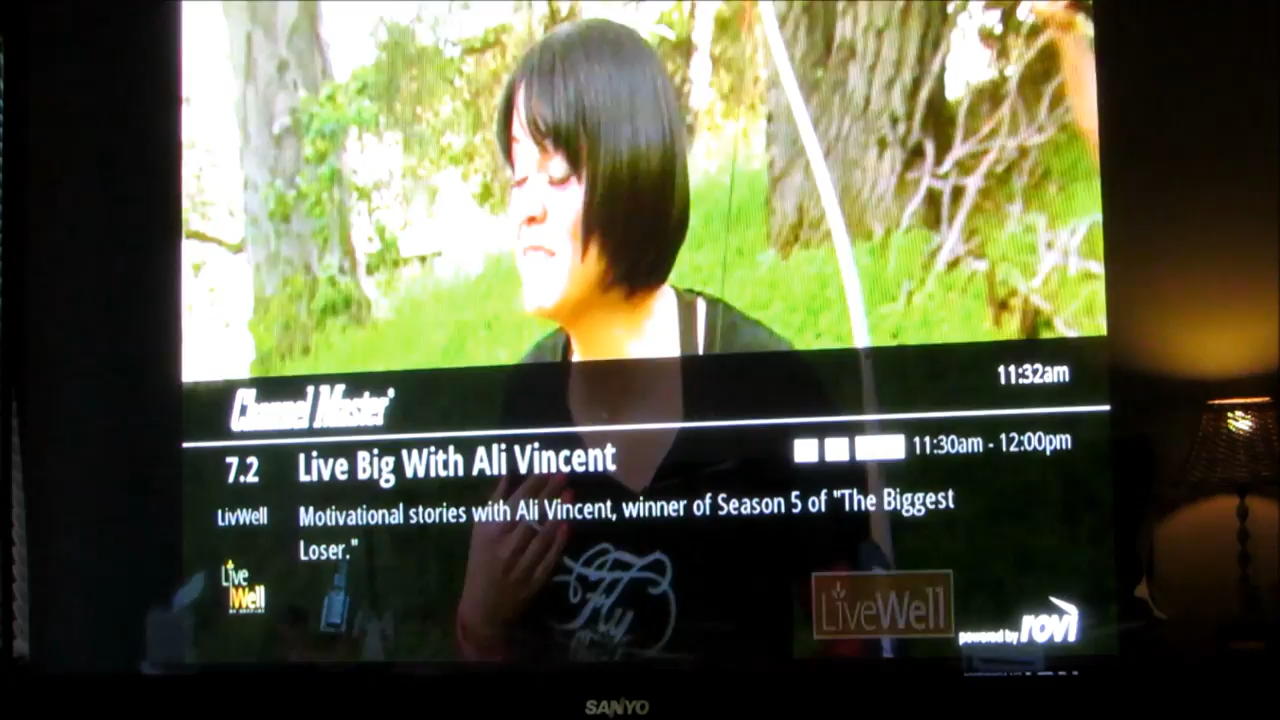 11:32am
Channel Master
7.2 Live Big With Ali Vincent 11:30am - 12:00pm
LivWell Motivational stories with Ali Vincent, winner of Season 5 of "The Biggest
Loser."
Live
Well
Fly
LiveWell
powered by rovi
SANYO